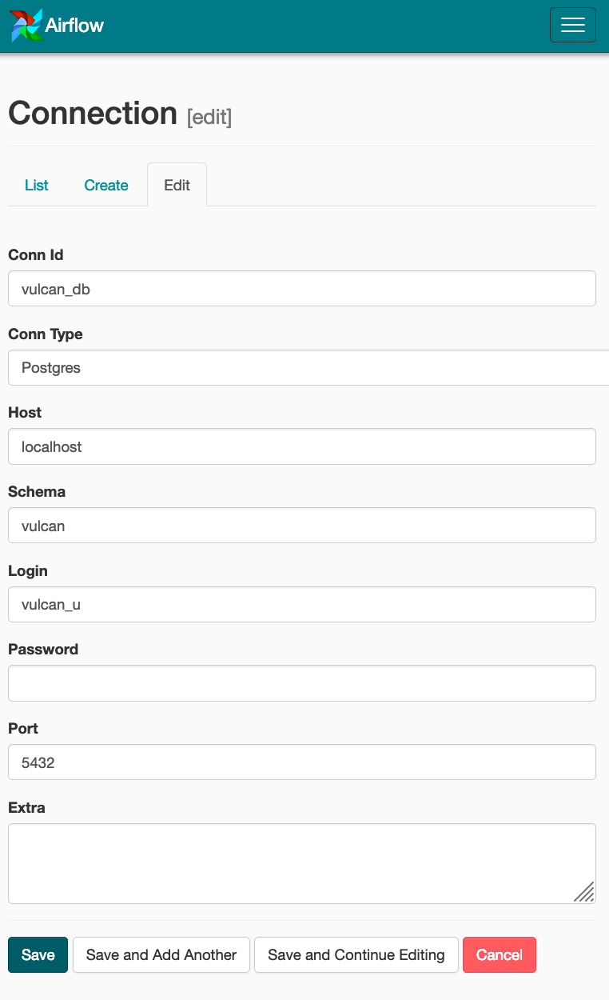 Airflow
Connection [edit]
List Create Edit
Conn Id
vulcan_db
Conn Type
Postgres
Host
localhost
Schema
vulcan
Login
vulcan_u
Password
Port
5432
Extra
Save Save and Add Another Save and Continue Editing Cancel